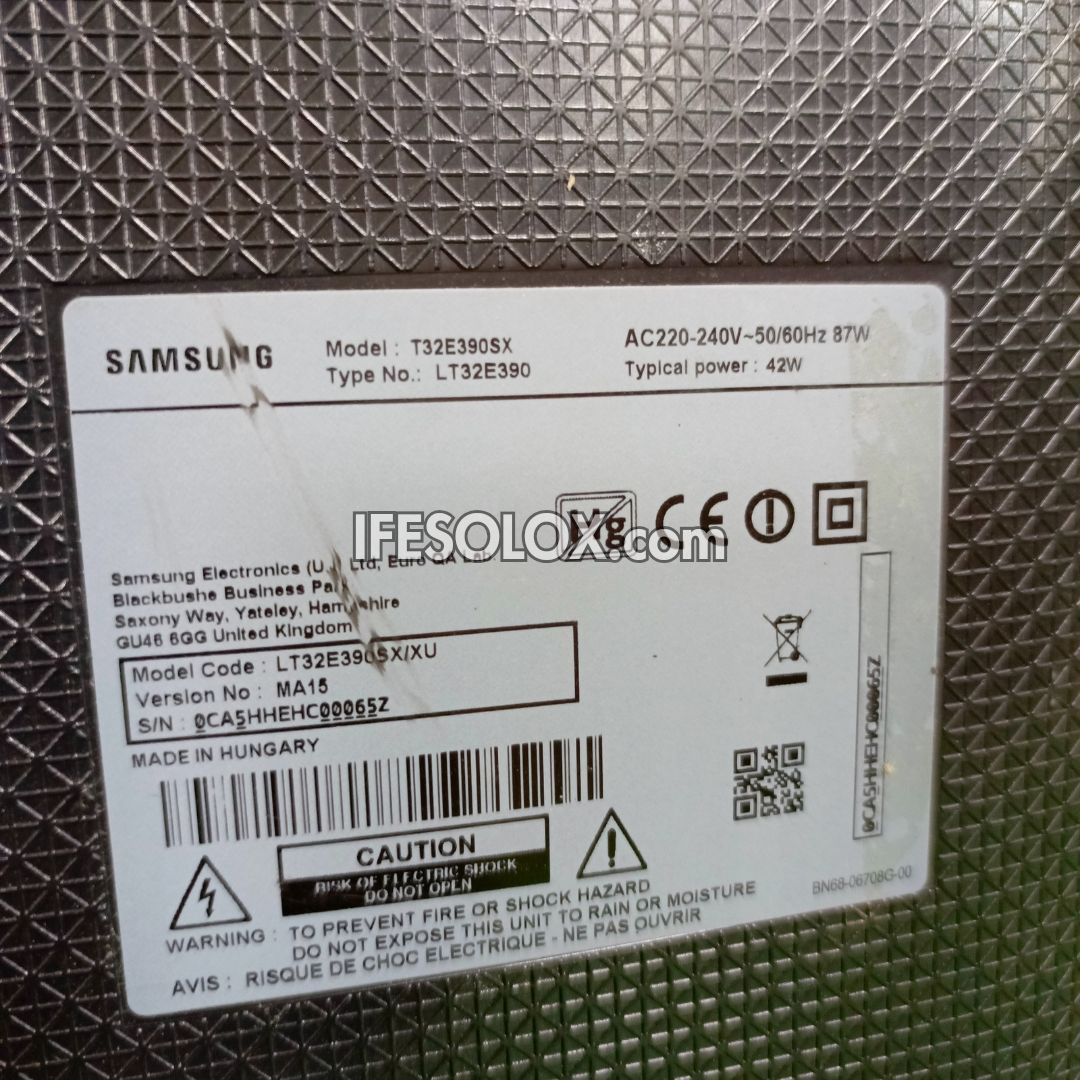 SAMSUNG
Model : T32E390SX
Type No.: LT32E390
AC220-240V~50/60Hz 87W
Typical power : 42W
IFESOLOX.com
Mg
CE
Samsung Electronics (U. Ltd, Euro QA Lab
Blackbushe Business
Saxony Way, Yateley, Hampshire
GU46 6GG United Kingdom
Model Code : LT32E390SX/XU
Version No : MA15
S/N : 0CA5HHEHC00065Z
MADE IN HUNGARY
0CA5HHEHC00065Z
CAUTION
RISK OF ELECTRIC SHOCK
DO NOT OPEN
BN68-06708G-00
WARNING : TO PREVENT FIRE OR SHOCK HAZARD
DO NOT EXPOSE THIS UNIT TO RAIN OR MOISTURE
AVIS : RISQUE DE CHOC ELECTRIQUE - NE PAS OUVRIR